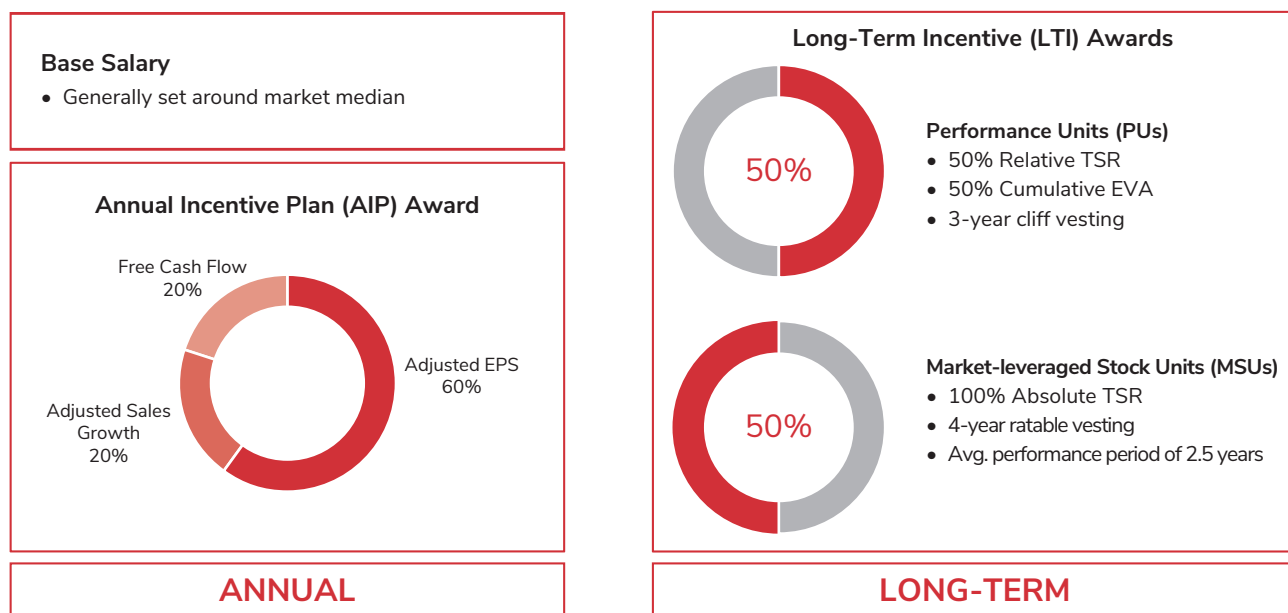 Base Salary
• Generally set around market median
Annual Incentive Plan (AIP) Award
Free Cash Flow
20%
Adjusted EPS
60%
Adjusted Sales
Growth
20%
ANNUAL
Long-Term Incentive (LTI) Awards
50%
Performance Units (PUs)
• 50% Relative TSR
• 50% Cumulative EVA
• 3-year cliff vesting
50%
Market-leveraged Stock Units (MSUs)
• 100% Absolute TSR
• 4-year ratable vesting
• Avg. performance period of 2.5 years
LONG-TERM